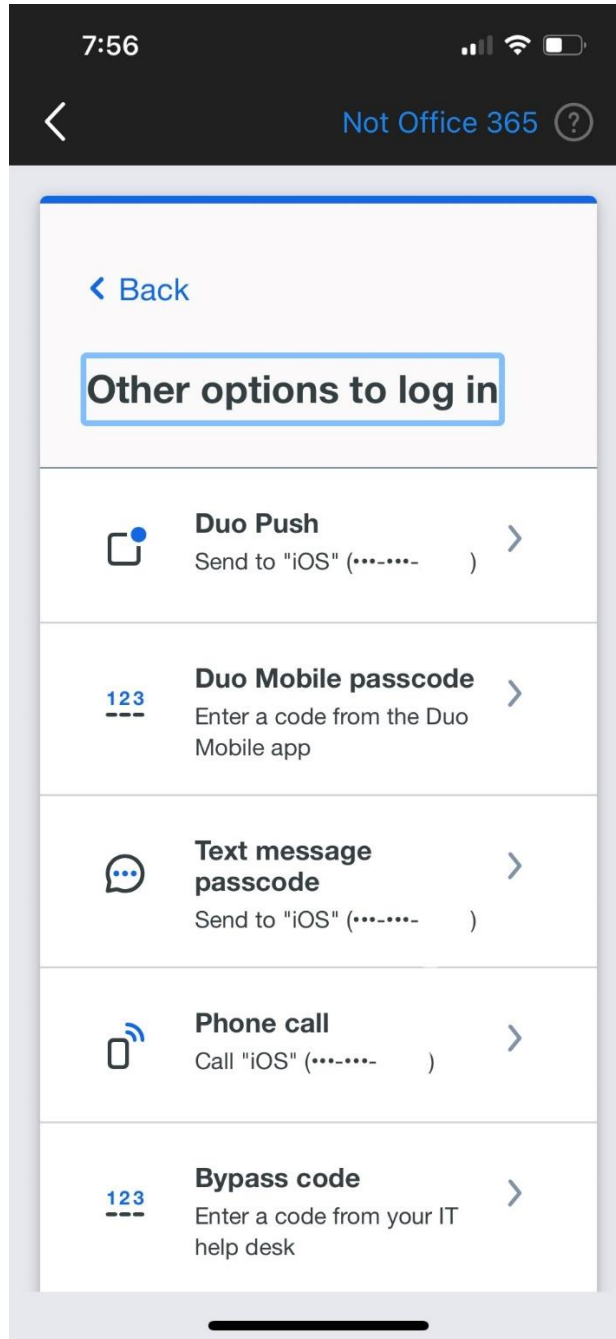 7:56
Not Office 365 ?
Back
Other options to log in
Duo Push
Send to "iOS" (•••-•••- )
123
Duo Mobile passcode
Enter a code from the Duo
Mobile app
Text message
passcode
Send to "iOS" (•••-•••- )
Phone call
Call "iOS" (•••-•••- )
123
Bypass code
Enter a code from your IT
help desk